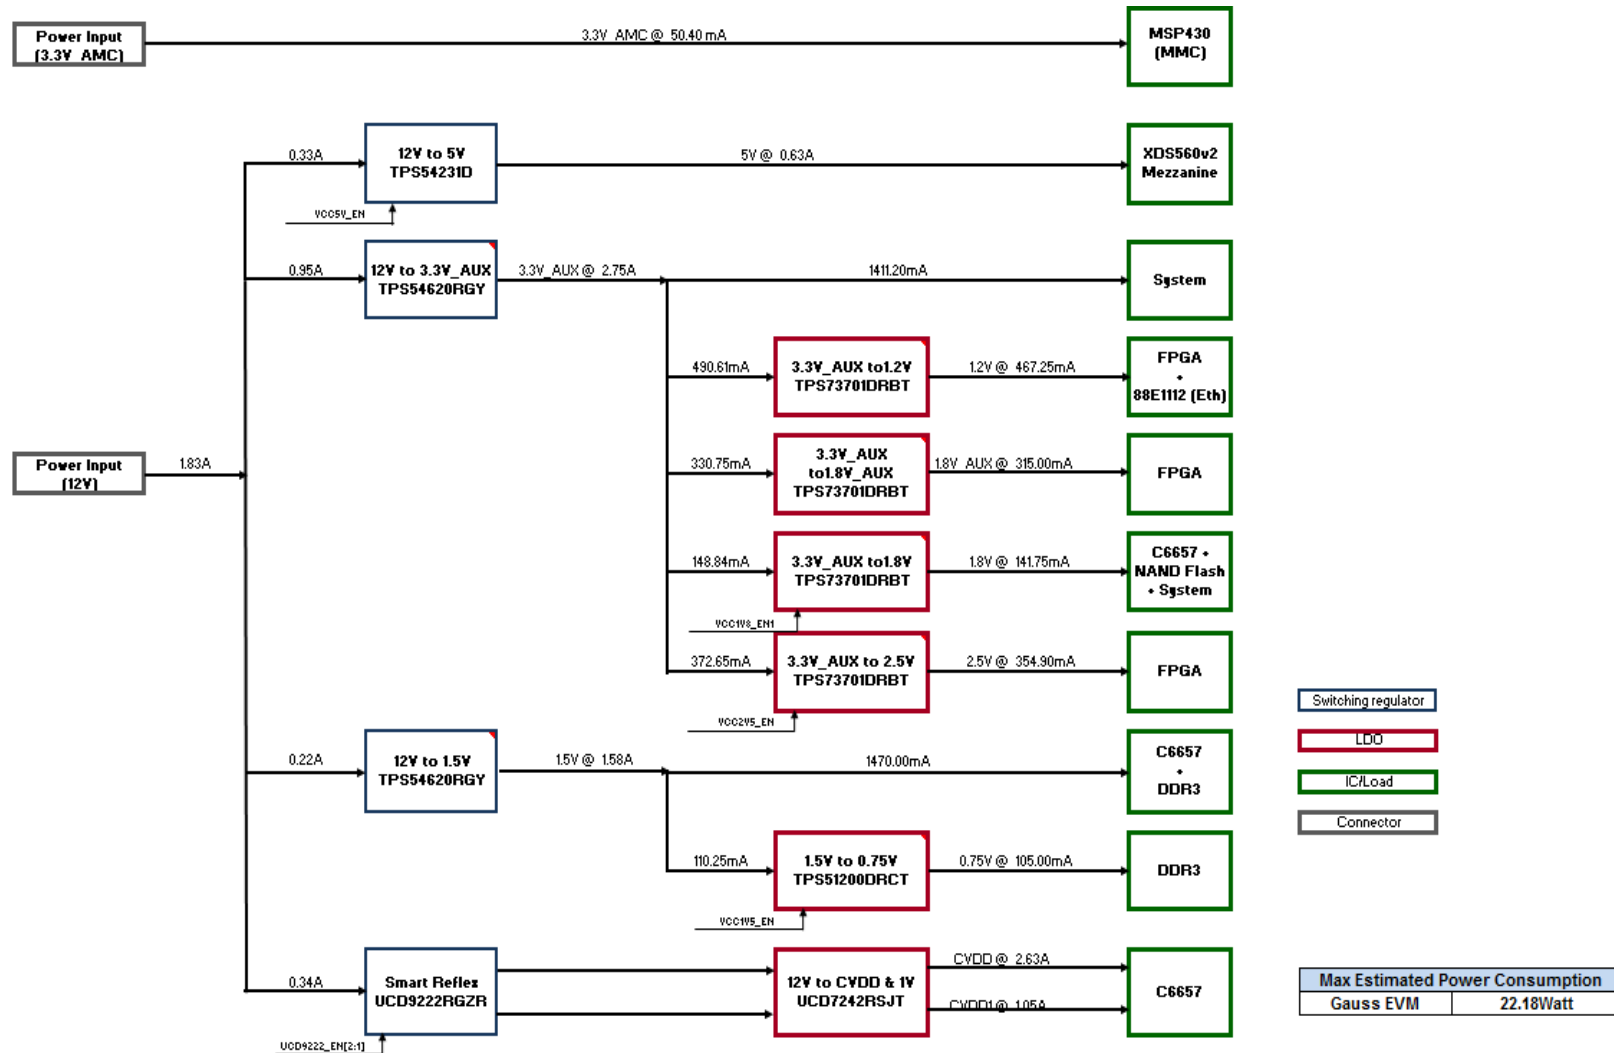 Power Input
(3.3V_AMC)
3.3V_AMC @ 50.40 mA
MSP430
(MMC)
0.33A
12V to 5V
TPS54231D
5V @ 0.63A
XDS560v2
Mezzanine
VCC5V_EN
0.95A
12V to 3.3V_AUX
TPS54620RGY
3.3V_AUX @ 2.75A
1411.20mA
System
490.61mA
3.3V_AUX to1.2V
TPS73701DRBT
1.2V @ 467.25mA
FPGA
+
88E1112 (Eth)
Power Input
(12V)
1.83A
330.75mA
3.3V_AUX
to1.8V_AUX
TPS73701DRBT
1.8V_AUX @ 315.00mA
FPGA
148.84mA
3.3V_AUX to1.8V
TPS73701DRBT
1.8V @ 141.75mA
C6657 +
NAND Flash
+ System
VCC1V8_EN1
372.65mA
3.3V_AUX to 2.5V
TPS73701DRBT
2.5V @ 354.90mA
FPGA
VCC2V5_EN
0.22A
12V to 1.5V
TPS54620RGY
1.5V @ 1.58A
1470.00mA
C6657
+
DDR3
110.25mA
1.5V to 0.75V
TPS51200DRCT
0.75V @ 105.00mA
DDR3
VCC1V5_EN
0.34A
Smart Reflex
UCD9222RGZR
12V to CVDD & 1V
UCD7242RSJT
CVDD @ 2.63A
CVDD1 @ 1.05A
C6657
UCD9222_EN[2:1]
Switching regulator
LDO
IC/Load
Connector
Max Estimated Power Consumption
Gauss EVM 22.18Watt